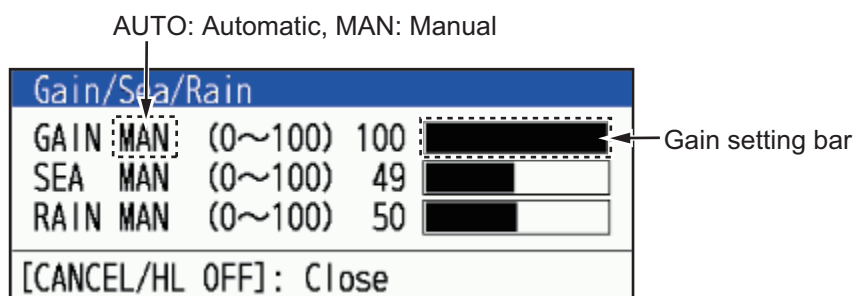 AUTO: Automatic, MAN: Manual
Gain/Sea/Rain
GAIN MAN (0～100) 100
Gain setting bar
SEA MAN (0～100) 49
RAIN MAN (0～100) 50
[CANCEL/HL OFF]: Close